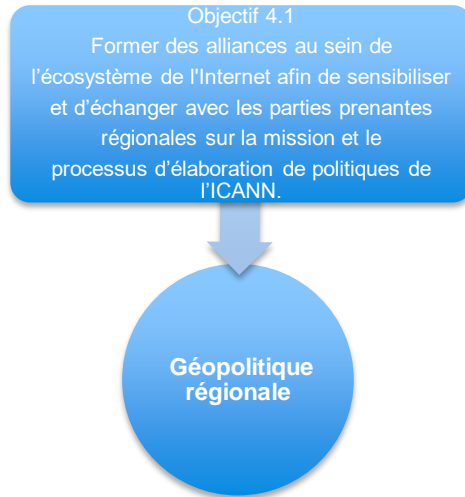 Objectif 4.1
Former des alliances au sein de
l’écosystème de l'Internet afin de sensibiliser
et d’échanger avec les parties prenantes
régionales sur la mission et le
processus d’élaboration de politiques de
l’ICANN.
Géopolitique
régionale